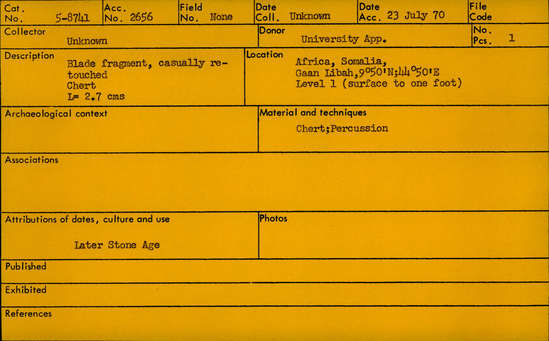 Cat. No. 5-8741 Acc. No. 2656 Field No. None Date Coll. Unknown Date Acc. 23 July 70 File Code
Collector Unknown Donor University App. No. Pcs. 1
Description
Blade fragment, casually re-
touched
Chert
L= 2.7 cms
Location
Africa, Somalia,
Gaan Libah,9°50'N;44°50'E
Level 1 (surface to one foot)
Archaeological context
Material and techniques
Chert;Percussion
Associations
Attributions of dates, culture and use
Later Stone Age
Photos
Published
Exhibited
References